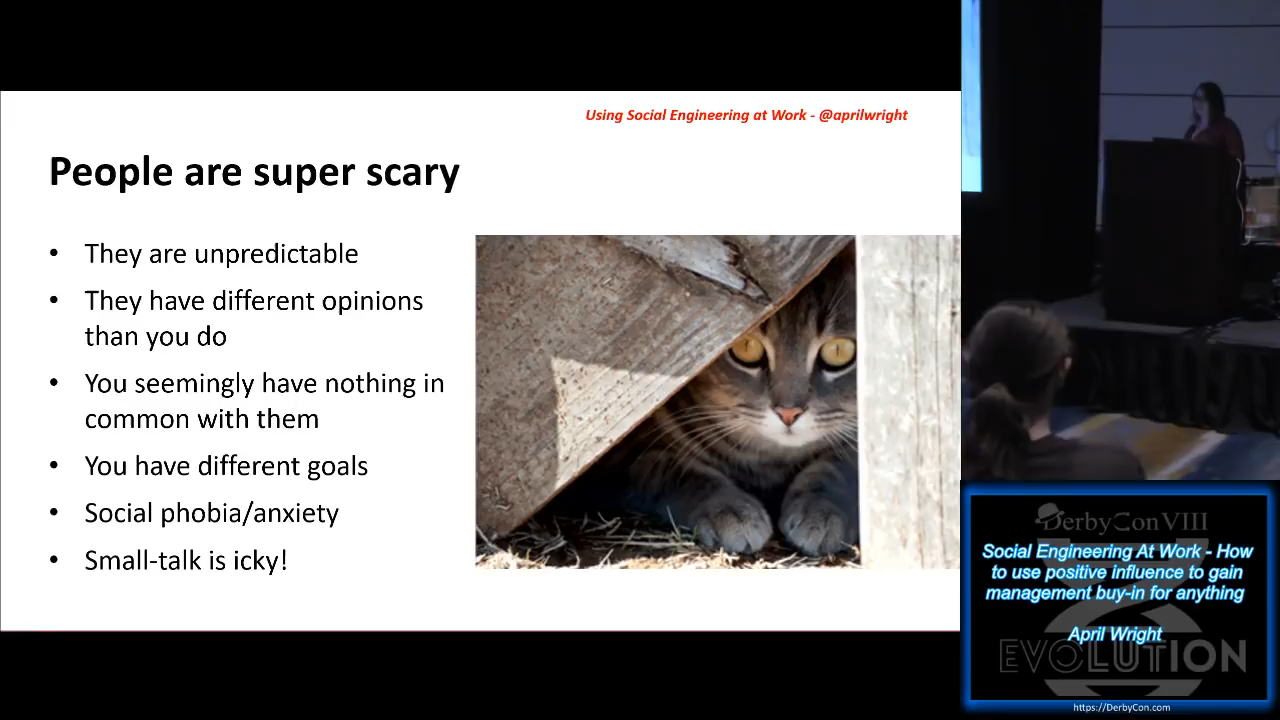 Using Social Engineering at Work - @aprilwright
People are super scary
• They are unpredictable
• They have different opinions
than you do
• You seemingly have nothing in
common with them
• You have different goals
• Social phobia/anxiety
• Small-talk is icky!
DerbyCon VIII
Social Engineering At Work - How
to use positive influence to gain
management buy-in for anything
April Wright
EVOLUTION
https://DerbyCon.com